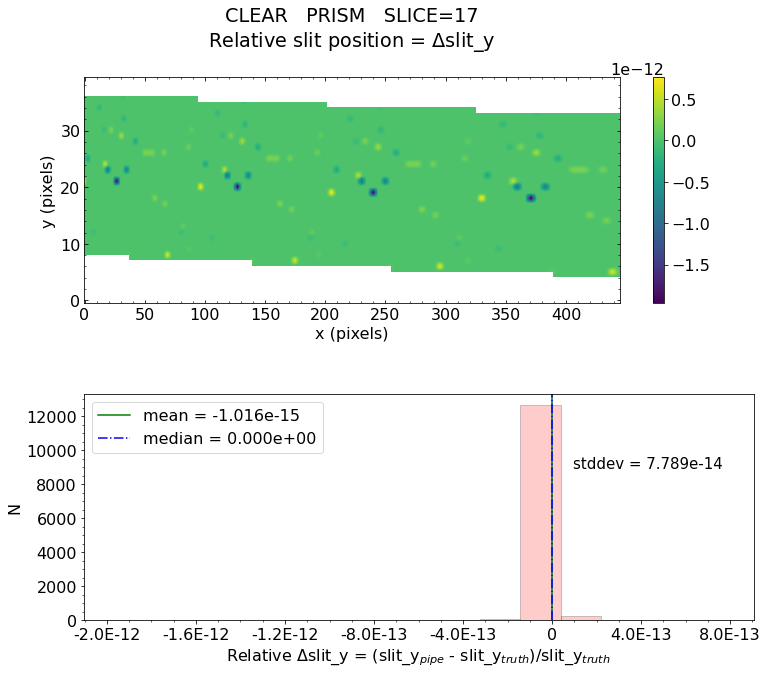 CLEAR   PRISM   SLICE=17
Relative slit position = Δslit_y
1e−12
y (pixels)
30
20
10
0
0 50 100 150 200 250 300 350 400
x (pixels)
0.5
0.0
−0.5
−1.0
−1.5
mean = -1.016e-15
median = 0.000e+00
stddev = 7.789e-14
N
12000
10000
8000
6000
4000
2000
0
-2.0E-12 -1.6E-12 -1.2E-12 -8.0E-13 -4.0E-13 0 4.0E-13 8.0E-13
Relative Δslit_y = (slit_y_pipe - slit_y_truth)/slit_y_truth